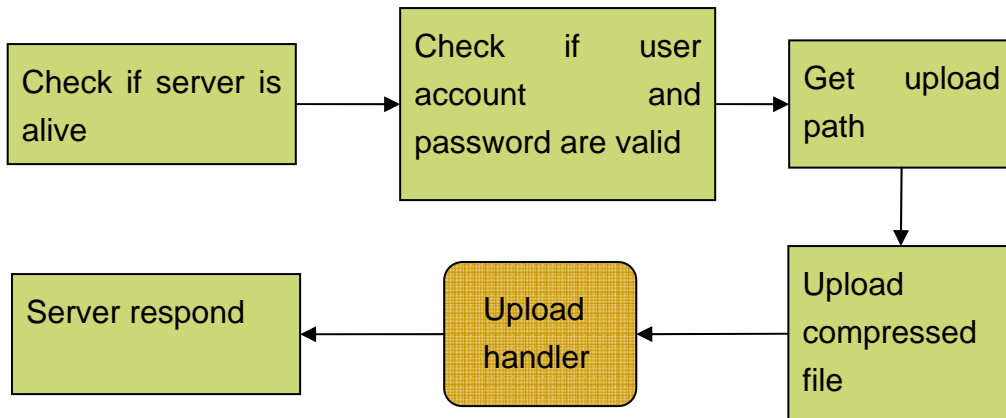 Check if server is
alive
Check if user
account and
password are valid
Get upload
path
Upload
compressed
file
Upload
handler
Server respond